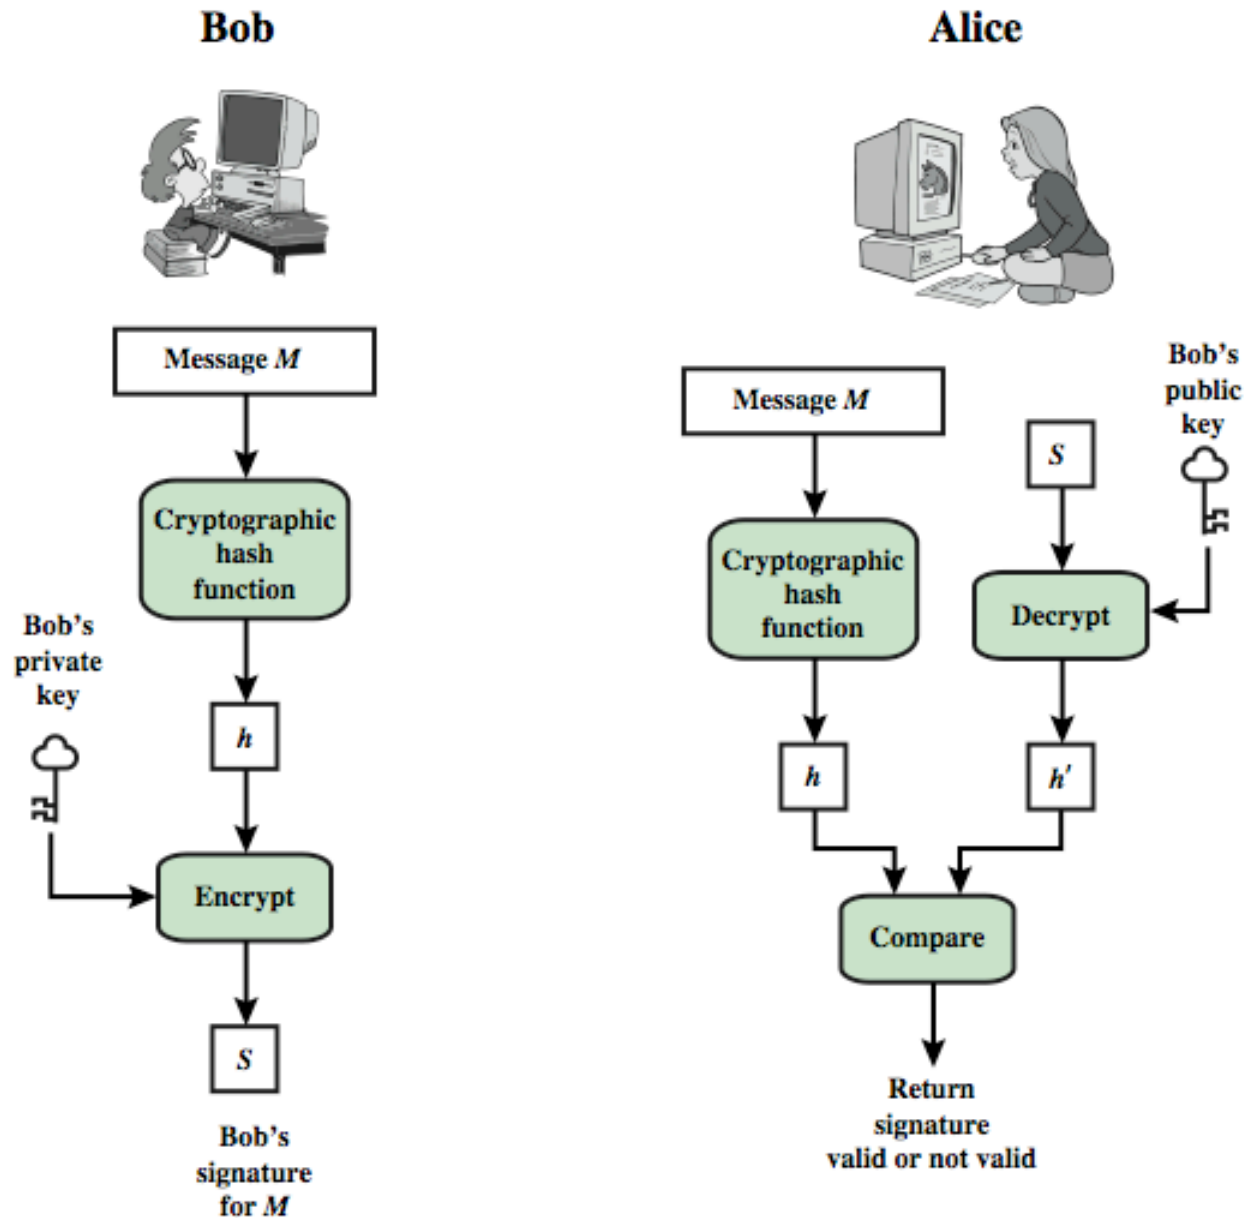 Bob
Message M
Cryptographic
hash
function
Bob's
private
key
h
Encrypt
S
Bob's
signature
for M
Alice
Message M
Bob's
public
key
S
Cryptographic
hash
function
Decrypt
h
h′
Compare
Return
signature
valid or not valid